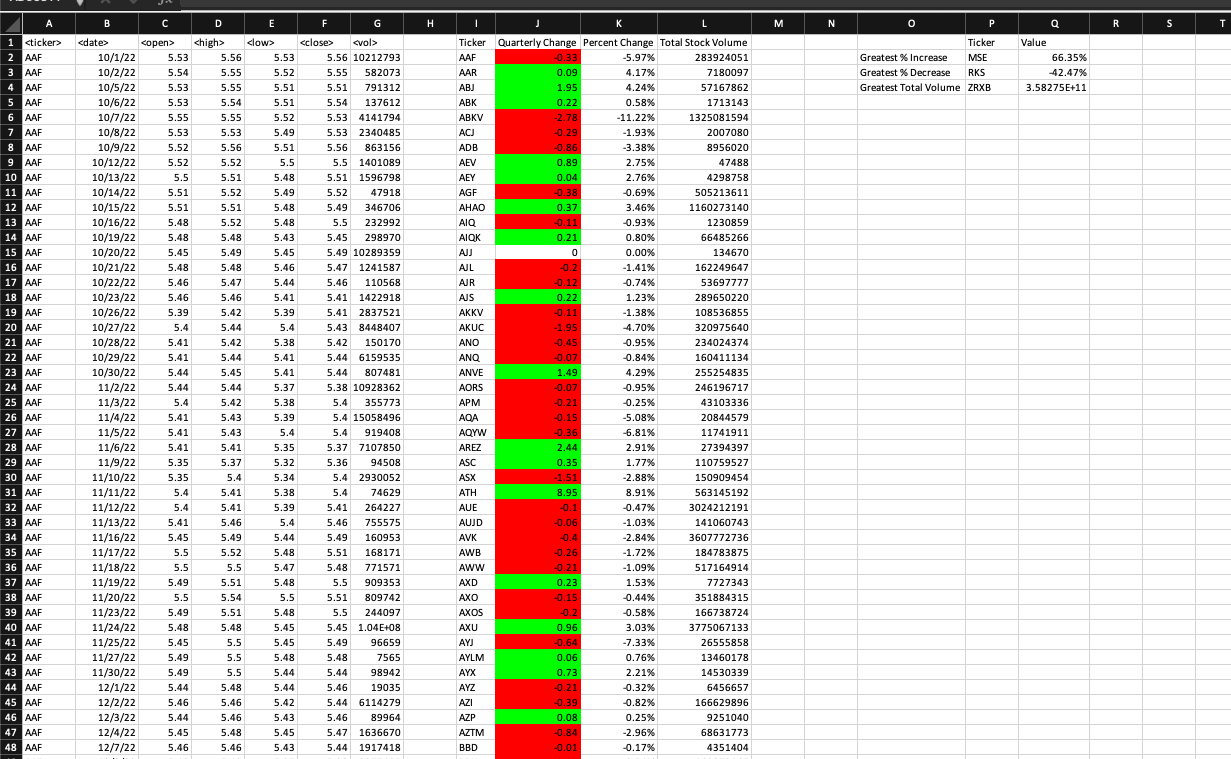 A B C D E F G H I J K L M N O P Q R S T
1 <ticker> <date> <open> <high> <low> <close> <vol> Ticker Quarterly Change Percent Change Total Stock Volume Ticker Value
2 AAF 10/1/22 5.53 5.56 5.53 5.56 10212793 AAF -0.33 -5.97% 283924051 Greatest % Increase MSE 66.35%
3 AAF 10/2/22 5.54 5.55 5.52 5.55 582073 AAR 0.09 4.17% 7180097 Greatest % Decrease RKS -42.47%
4 AAF 10/5/22 5.53 5.55 5.51 5.51 791312 ABJ 1.95 4.24% 57167862 Greatest Total Volume ZRXB 3.58275E+11
5 AAF 10/6/22 5.53 5.54 5.51 5.54 137612 ABK 0.22 0.58% 1713143
6 AAF 10/7/22 5.55 5.55 5.52 5.53 4141794 ABKV -2.78 -11.22% 1325081594
7 AAF 10/8/22 5.53 5.53 5.49 5.53 2340485 ACJ -0.29 -1.93% 2007080
8 AAF 10/9/22 5.52 5.56 5.51 5.56 863156 ADB -0.86 -3.38% 8956020
9 AAF 10/12/22 5.52 5.52 5.5 5.5 1401089 AEV 0.89 2.75% 47488
10 AAF 10/13/22 5.5 5.51 5.48 5.51 1596798 AEY 0.04 2.76% 4298758
11 AAF 10/14/22 5.51 5.52 5.49 5.52 47918 AGF -0.38 -0.69% 505213611
12 AAF 10/15/22 5.51 5.51 5.48 5.49 346706 AHAO 0.37 3.46% 1160273140
13 AAF 10/16/22 5.48 5.52 5.48 5.5 232992 AIQ -0.11 -0.93% 1230859
14 AAF 10/19/22 5.48 5.48 5.43 5.45 298970 AIQK 0.21 0.80% 66485266
15 AAF 10/20/22 5.45 5.49 5.45 5.49 10289359 AJJ 0 0.00% 134670
16 AAF 10/21/22 5.48 5.48 5.46 5.47 1241587 AJL -0.2 -1.41% 162249647
17 AAF 10/22/22 5.46 5.47 5.44 5.46 110568 AJR -0.12 -0.74% 53697777
18 AAF 10/23/22 5.46 5.46 5.41 5.41 1422918 AJS 0.22 1.23% 289650220
19 AAF 10/26/22 5.39 5.42 5.39 5.41 2837521 AKKV -0.11 -1.38% 108536855
20 AAF 10/27/22 5.4 5.44 5.4 5.43 8448407 AKUC -1.95 -4.70% 320975640
21 AAF 10/28/22 5.41 5.42 5.38 5.42 150170 ANO -0.45 -0.95% 234024374
22 AAF 10/29/22 5.41 5.44 5.41 5.44 6159535 ANQ -0.07 -0.84% 160411134
23 AAF 10/30/22 5.44 5.45 5.41 5.44 807481 ANVE 1.49 4.29% 255254835
24 AAF 11/2/22 5.44 5.44 5.37 5.38 10928362 AORS -0.07 -0.95% 246196717
25 AAF 11/3/22 5.4 5.42 5.38 5.4 355773 APM -0.21 -0.25% 43103336
26 AAF 11/4/22 5.41 5.43 5.39 5.4 15058496 AQA -0.15 -5.08% 20844579
27 AAF 11/5/22 5.41 5.43 5.4 5.4 919408 AQYW -0.36 -6.81% 11741911
28 AAF 11/6/22 5.41 5.41 5.35 5.37 7107850 AREZ 2.44 2.91% 27394397
29 AAF 11/9/22 5.35 5.37 5.32 5.36 94508 ASC 0.35 1.77% 110759527
30 AAF 11/10/22 5.35 5.4 5.34 5.4 2930052 ASX -1.51 -2.88% 150909454
31 AAF 11/11/22 5.4 5.41 5.38 5.4 74629 ATH 8.95 8.91% 563145192
32 AAF 11/12/22 5.4 5.41 5.39 5.41 264227 AUE -0.1 -0.47% 3024212191
33 AAF 11/13/22 5.41 5.46 5.4 5.46 755575 AUJD -0.06 -1.03% 141060743
34 AAF 11/16/22 5.45 5.49 5.44 5.49 160953 AVK -0.4 -2.84% 3607772736
35 AAF 11/17/22 5.5 5.52 5.48 5.51 168171 AWB -0.26 -1.72% 184783875
36 AAF 11/18/22 5.5 5.5 5.47 5.48 771571 AWW -0.21 -1.09% 517164914
37 AAF 11/19/22 5.49 5.51 5.48 5.5 909353 AXD 0.23 1.53% 7727343
38 AAF 11/20/22 5.5 5.54 5.5 5.51 809742 AXO -0.15 -0.44% 351884315
39 AAF 11/23/22 5.49 5.51 5.48 5.5 244097 AXOS -0.2 -0.58% 166738724
40 AAF 11/24/22 5.48 5.48 5.45 5.45 1.04E+08 AXU 0.96 3.03% 3775067133
41 AAF 11/25/22 5.45 5.5 5.45 5.49 96659 AYJ -0.64 -7.33% 26555858
42 AAF 11/27/22 5.49 5.5 5.48 5.48 7565 AYLM 0.06 0.76% 13460178
43 AAF 11/30/22 5.49 5.5 5.44 5.44 98942 AYX 0.73 2.21% 14530339
44 AAF 12/1/22 5.44 5.48 5.44 5.46 19035 AYZ -0.21 -0.32% 6456657
45 AAF 12/2/22 5.46 5.46 5.42 5.44 6114279 AZI -0.39 -0.82% 166629896
46 AAF 12/3/22 5.44 5.46 5.43 5.46 89964 AZP 0.08 0.25% 9251040
47 AAF 12/4/22 5.45 5.48 5.45 5.47 1636670 AZTM -0.84 -2.96% 68631773
48 AAF 12/7/22 5.46 5.46 5.43 5.44 1917418 BBD -0.01 -0.17% 4351404